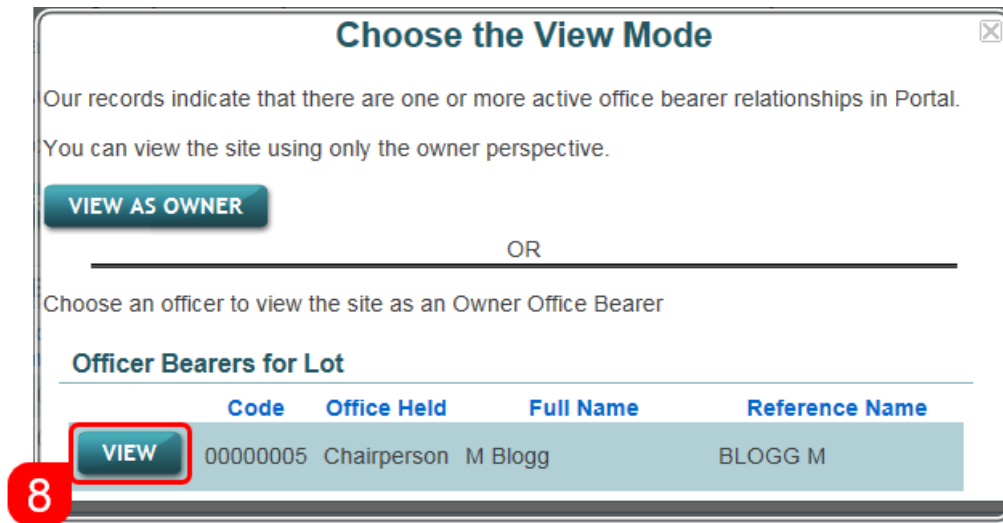 Choose the View Mode
Our records indicate that there are one or more active office bearer relationships in Portal.
You can view the site using only the owner perspective.
VIEW AS OWNER
OR
Choose an officer to view the site as an Owner Office Bearer
Officer Bearers for Lot
Code Office Held Full Name Reference Name
VIEW 00000005 Chairperson M Blogg BLOGG M
8